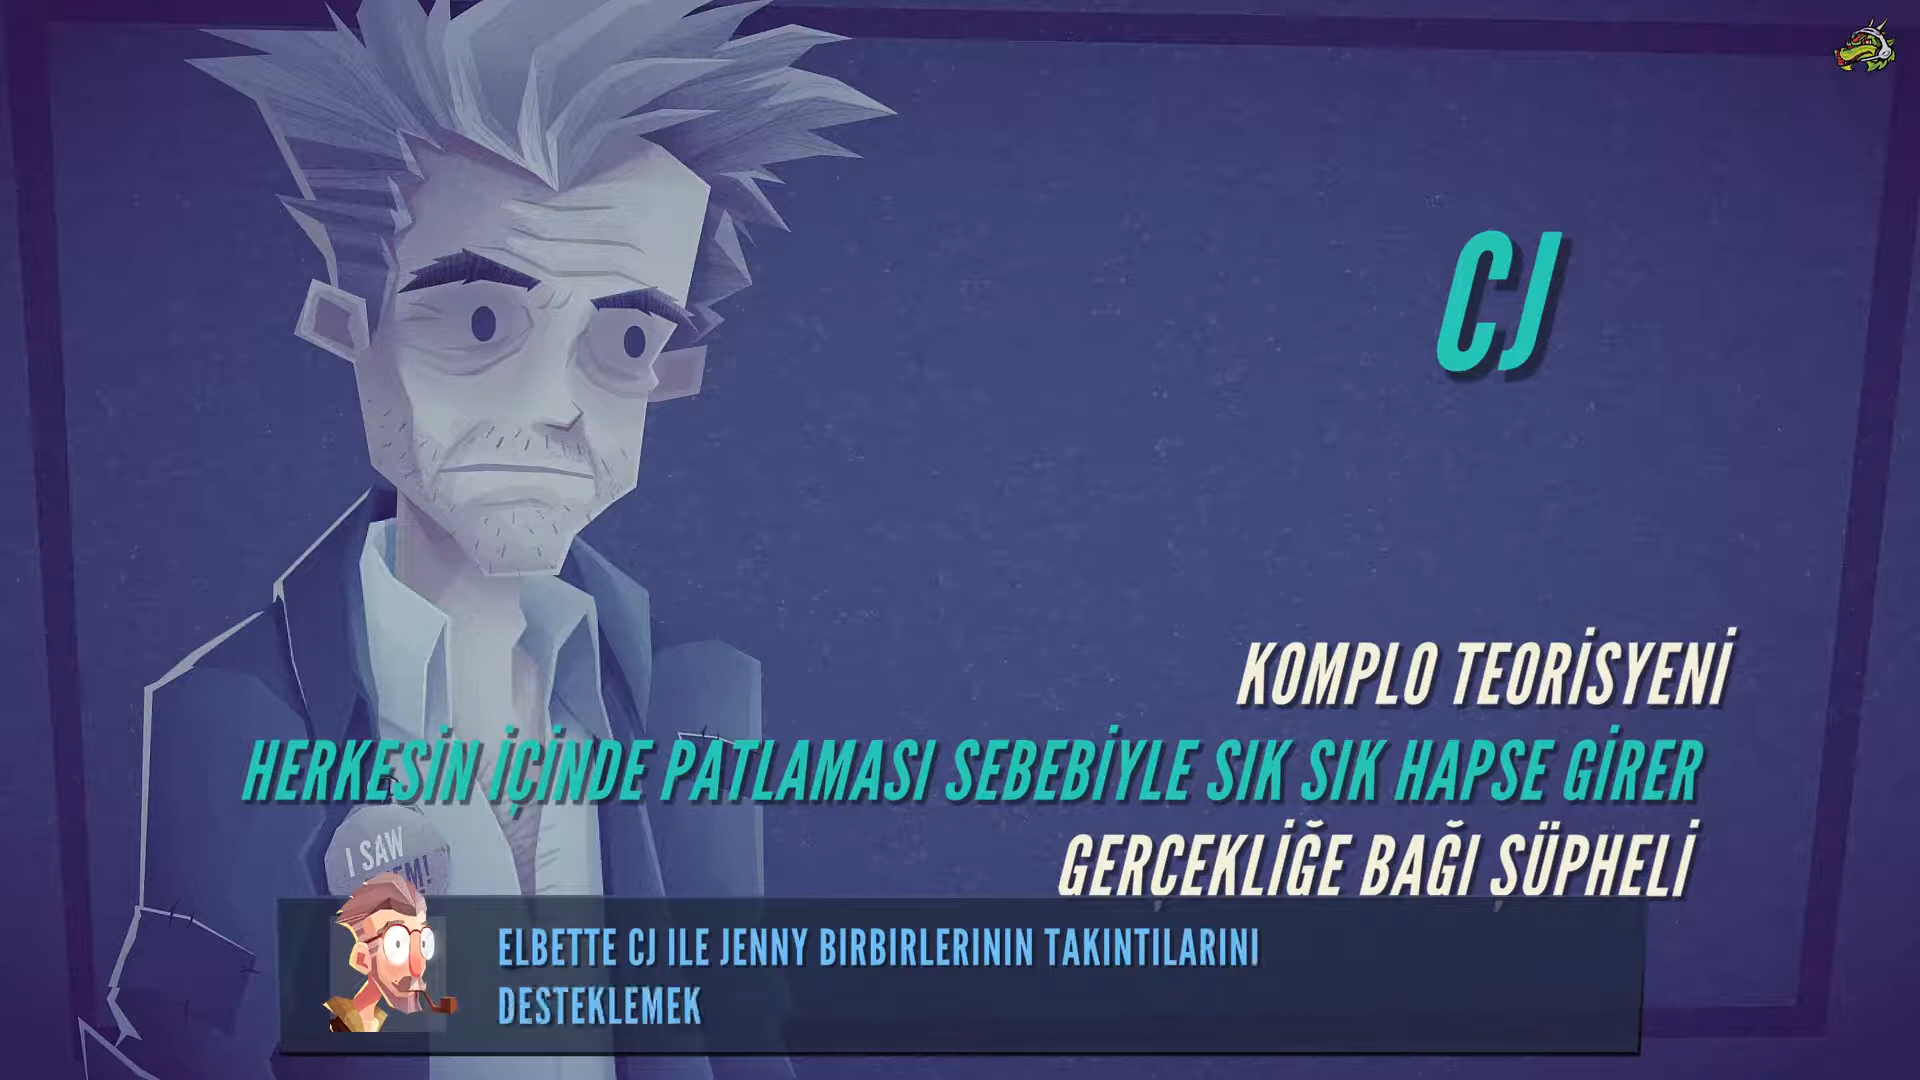 CJ
KOMPLO TEORİSYENİ
HERKESİN İÇİNDE PATLAMASI SEBEBİYLE SIK SIK HAPSE GİRER
GERÇEKLİĞE BAĞI ŞÜPHELİ
I SAW
ELBETTE CJ ILE JENNY BIRBIRLERININ TAKINTILARINI
DESTEKLEMEK